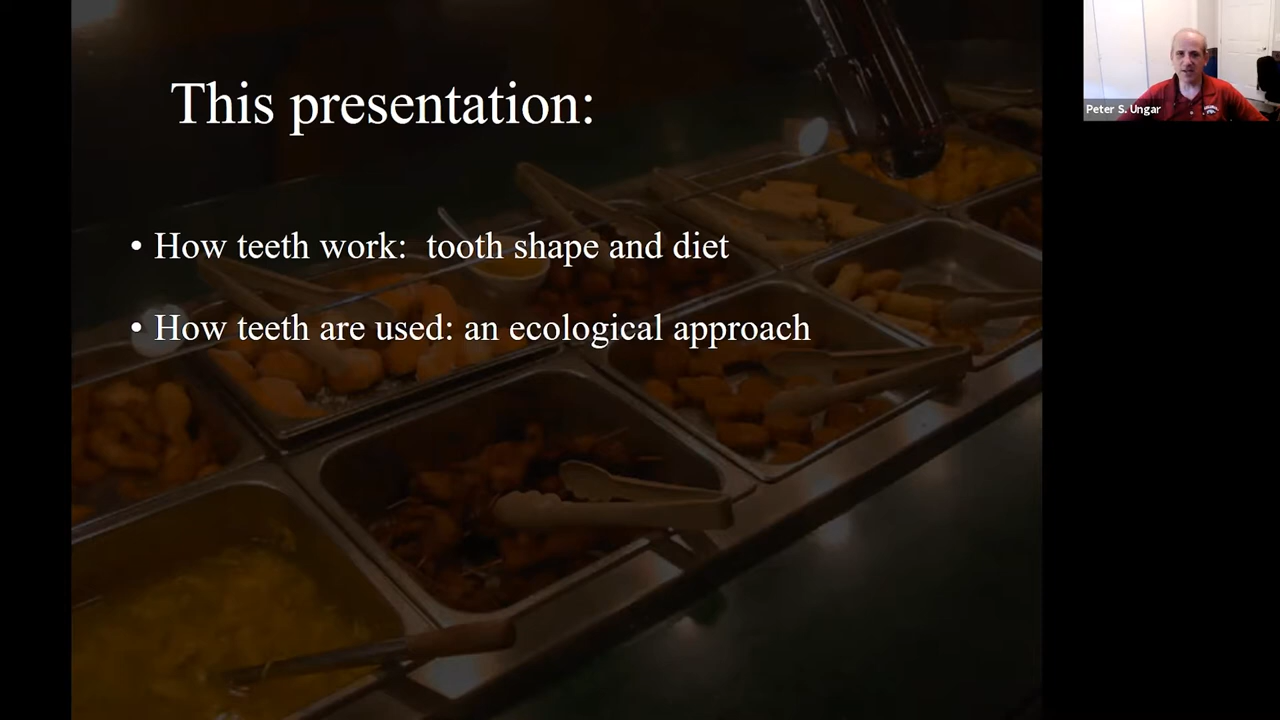 This presentation:
• How teeth work:  tooth shape and diet
• How teeth are used: an ecological approach
Peter S. Ungar